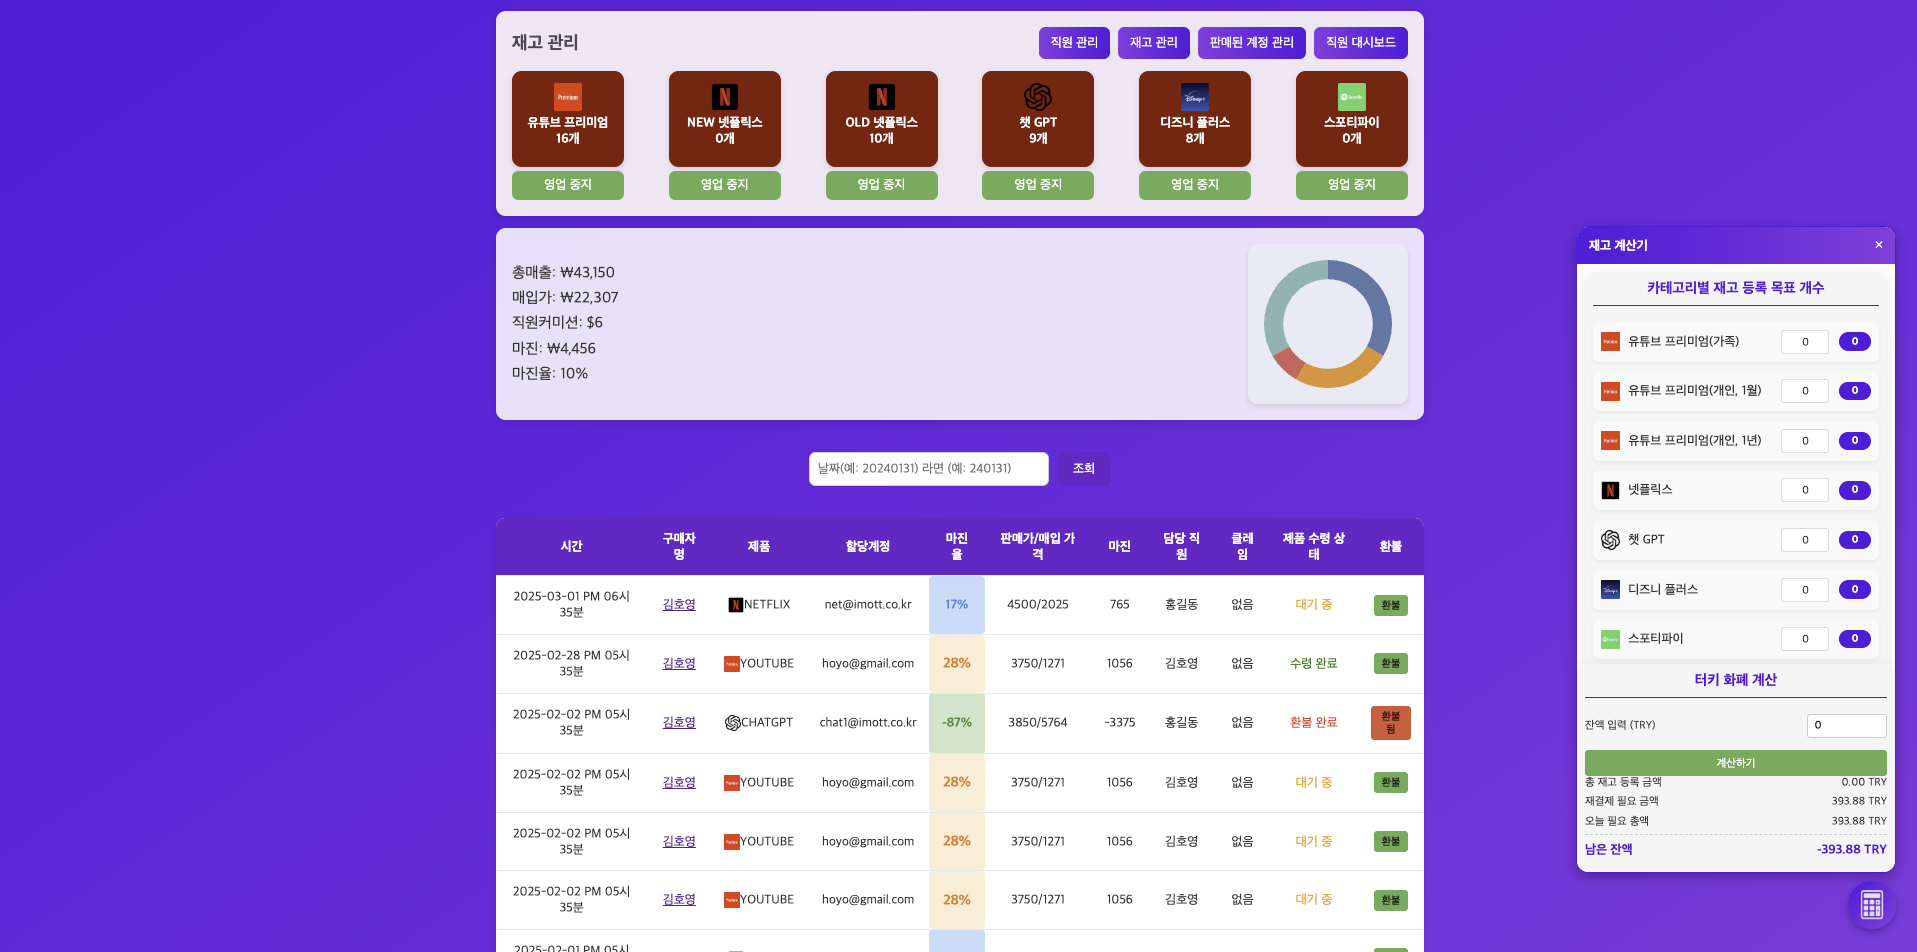 재고 관리
직원 관리
재고 관리
판매된 계정 관리
직원 대시보드
Premium
유튜브 프리미엄
16개
영업 중지
N
NEW 넷플릭스
0개
영업 중지
N
OLD 넷플릭스
10개
영업 중지
챗 GPT
9개
영업 중지
Disney+
디즈니 플러스
8개
영업 중지
스포티파이
0개
영업 중지
총매출: ₩43,150
매입가: ₩22,307
직원커미션: $6
마진: ₩4,456
마진율: 10%
날짜(예: 20240131) 라면 (예: 240131)
조회
시간 구매자명 제품 할당계정 마진율 판매가/매입 가격 마진 담당 직원 클레임 제품 수령 상태 환불
2025-03-01 PM 06시 35분 김호영 NETFLIX net@imott.co.kr 17% 4500/2025 765 홍길동 없음 대기 중 환불
2025-02-28 PM 05시 35분 김호영 YOUTUBE hoyo@gmail.com 28% 3750/1271 1056 김호영 없음 수령 완료 환불
2025-02-02 PM 05시 35분 김호영 CHATGPT chat1@imott.co.kr -87% 3850/5764 -3375 홍길동 없음 환불 완료 환불됨
2025-02-02 PM 05시 35분 김호영 YOUTUBE hoyo@gmail.com 28% 3750/1271 1056 김호영 없음 대기 중 환불
2025-02-02 PM 05시 35분 김호영 YOUTUBE hoyo@gmail.com 28% 3750/1271 1056 김호영 없음 대기 중 환불
2025-02-02 PM 05시 35분 김호영 YOUTUBE hoyo@gmail.com 28% 3750/1271 1056 김호영 없음 대기 중 환불
2025-02-01 PM 05시
재고 계산기 ×
카테고리별 재고 등록 목표 개수
유튜브 프리미엄(가족) 0 0
유튜브 프리미엄(개인, 1월) 0 0
유튜브 프리미엄(개인, 1년) 0 0
넷플릭스 0 0
챗 GPT 0 0
디즈니 플러스 0 0
스포티파이 0 0
터키 화폐 계산
잔액 입력 (TRY) 0
계산하기
총 재고 등록 금액 0.00 TRY
재결제 필요 금액 393.88 TRY
오늘 필요 총액 393.88 TRY
남은 잔액 -393.88 TRY